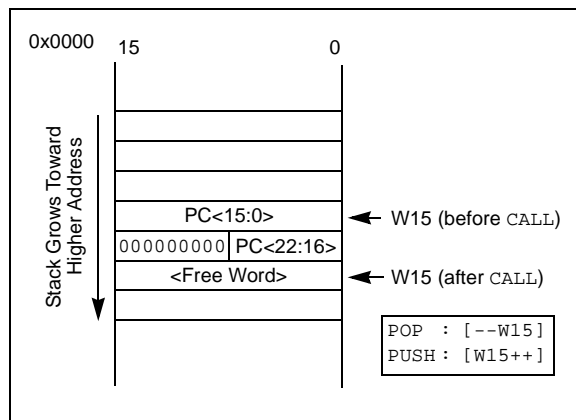 0x0000
15 0
Stack Grows Toward
Higher Address
PC<15:0>
W15 (before CALL)
000000000 PC<22:16>
<Free Word>
W15 (after CALL)
POP : [--W15]
PUSH : [W15++]